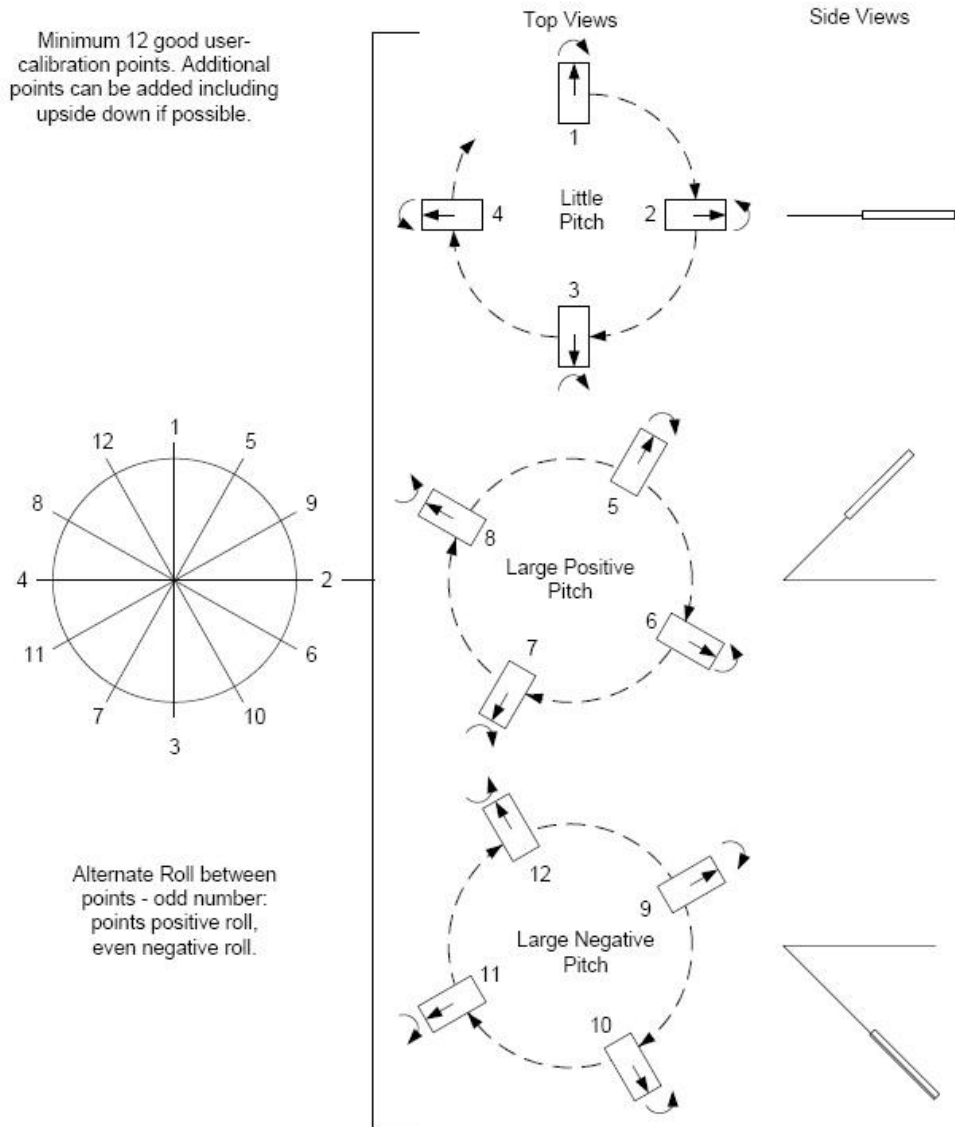 Minimum 12 good user-
calibration points. Additional
points can be added including
upside down if possible.
Top Views
Side Views
1
4
Little
Pitch
2
3
1
12
5
8
9
4
2
11
6
7
10
3
5
8
Large Positive
Pitch
6
7
Alternate Roll between
points - odd number:
points positive roll,
even negative roll.
12
9
Large Negative
Pitch
11
10